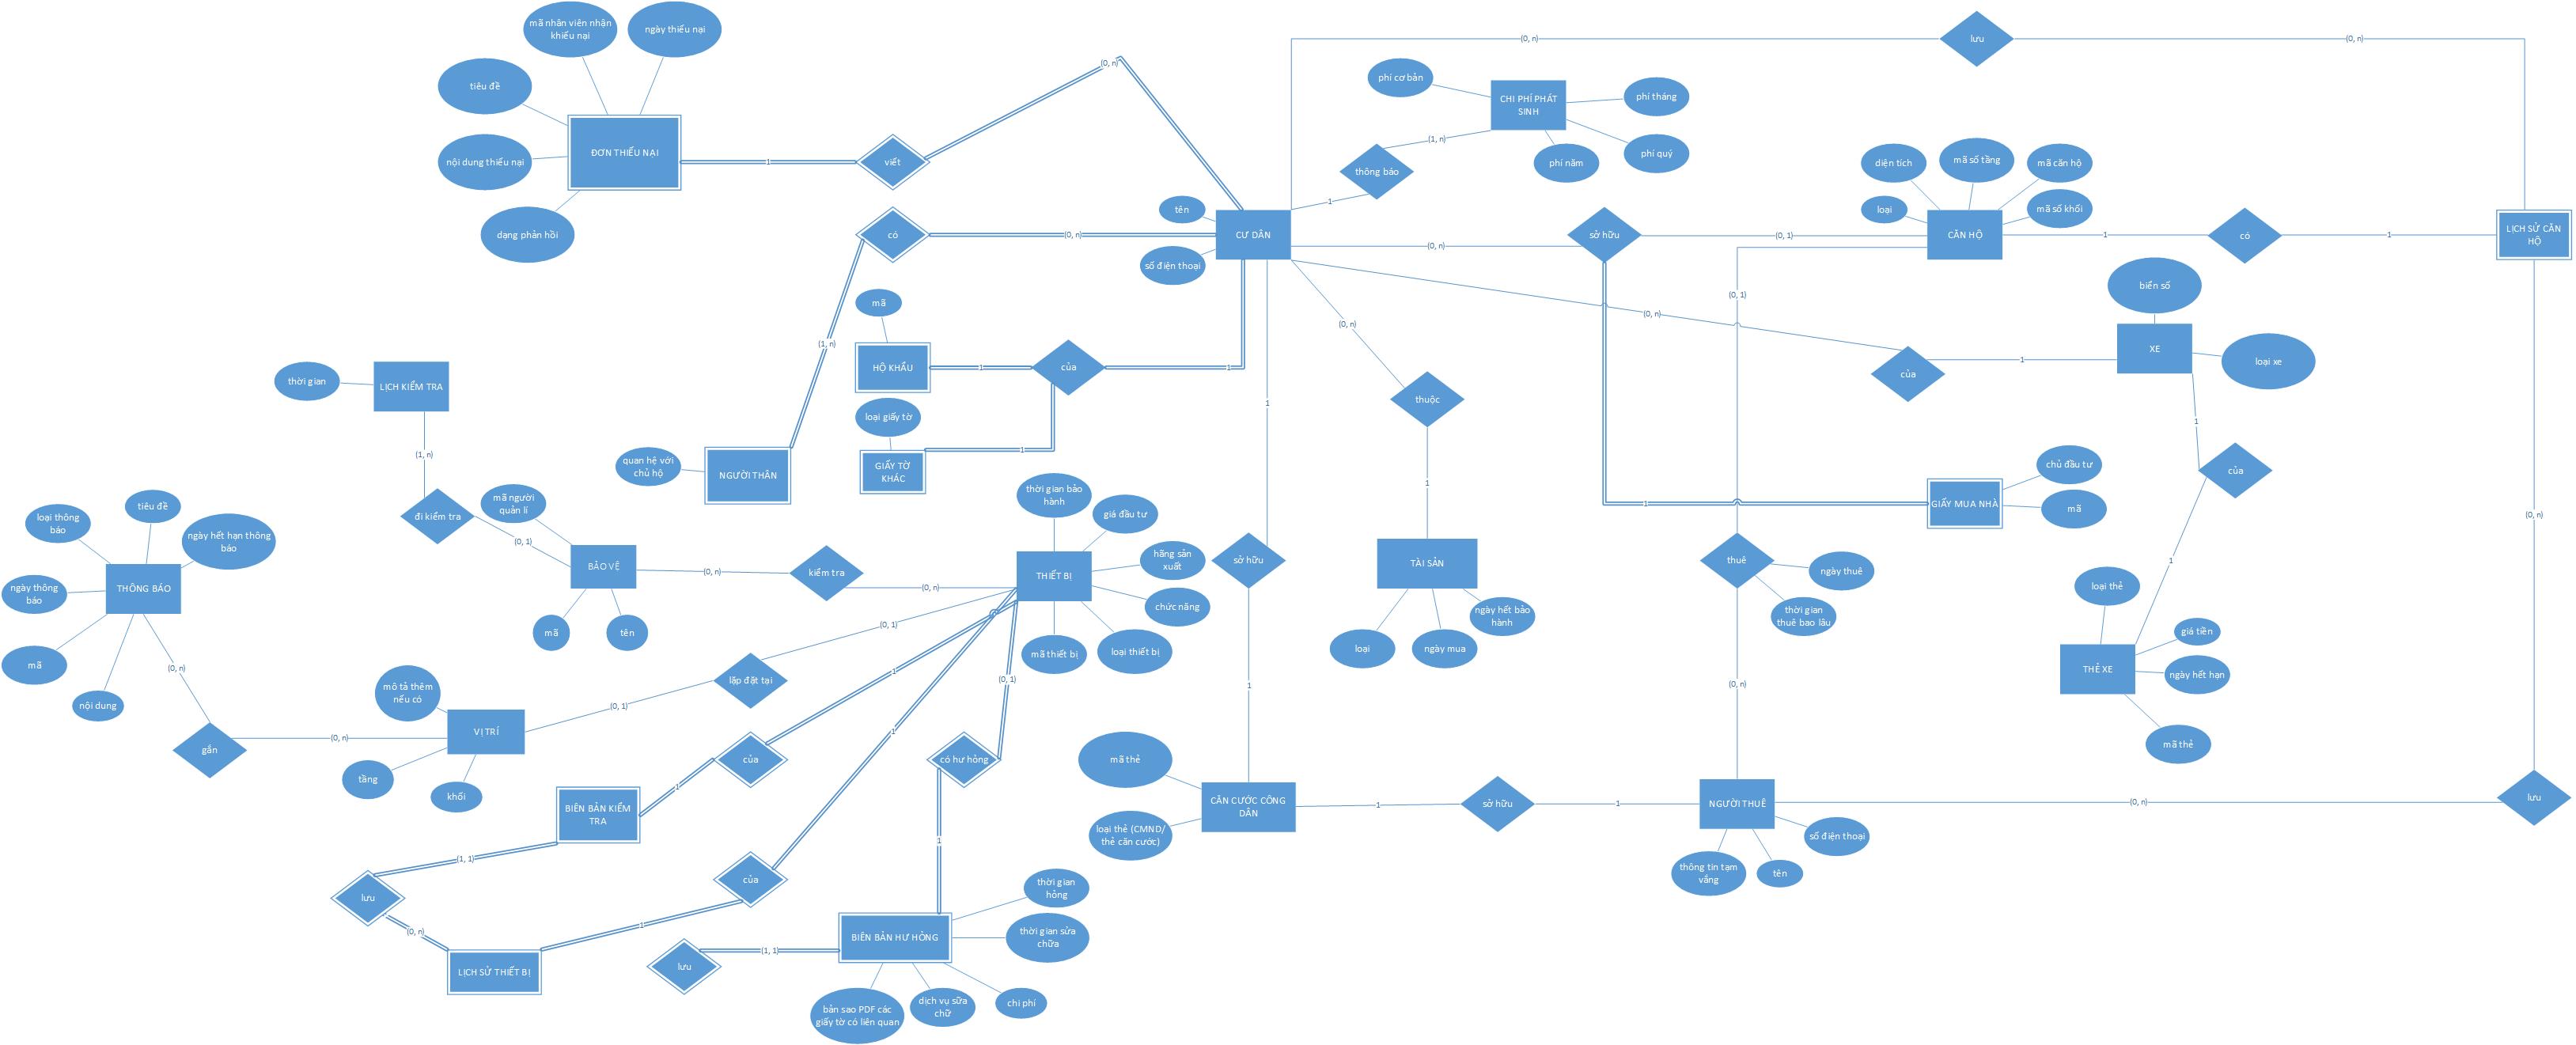 mã nhân viên nhận
khiếu nại
ngày thiếu nại
tiêu đề
nội dung thiếu nại
ĐƠN THIẾU NẠI
dạng phản hồi
1
viết
(0, n)
(0, n)
lưu
(0, n)
phí cơ bản
CHI PHÍ PHÁT
SINH
phí tháng
phí quý
phí năm
(1, n)
thông báo
1
diện tích
mã số tầng
mã căn hộ
loại
mã số khối
CĂN HỘ
1
có
1
LỊCH SỬ CĂN
HỘ
tên
CƯ DÂN
số điện thoại
có
(0, n)
(0, n)
sở hữu
(0, 1)
(0, 1)
biển số
XE
loại xe
(0, n)
của
1
mã
HỘ KHẨU
1
của
1
loại giấy tờ
GIẤY TỜ
KHÁC
1
(1, n)
quan hệ với
chủ hộ
NGƯỜI THÂN
(0, n)
thuộc
1
1
TÀI SẢN
loại
ngày mua
ngày hết bảo
hành
1
của
1
chủ đầu tư
GIẤY MUA NHÀ
mã
1
(0, n)
thời gian
LỊCH KIỂM TRA
(1, n)
đi kiểm tra
(0, 1)
mã người
quản lí
BẢO VỆ
mã
tên
(0, n)
kiểm tra
(0, n)
thời gian bảo
hành
giá đầu tư
hãng sản
xuất
THIẾT BỊ
chức năng
mã thiết bị
loại thiết bị
sở hữu
1
thuê
ngày thuê
thời gian
thuê bao lâu
(0, n)
loại thẻ
giá tiền
THẺ XE
ngày hết hạn
mã thẻ
loại thông
báo
tiêu đề
ngày hết hạn thông
báo
ngày thông
báo
THÔNG BÁO
mã
nội dung
(0, n)
gắn
(0, n)
mô tả thêm
nếu có
VỊ TRÍ
tầng
khối
(0, 1)
lặp đặt tại
(0, 1)
1
1
(0, 1)
của
1
có hư hỏng
1
BIÊN BẢN KIỂM
TRA
(1, 1)
lưu
(0, n)
LỊCH SỬ THIẾT BỊ
1
của
mã thẻ
CĂN CƯỚC CÔNG
DÂN
loại thẻ (CMND/
thẻ căn cước)
1
sở hữu
1
NGƯỜI THUÊ
(0, n)
lưu
số điện thoại
thông tin tạm
vắng
tên
thời gian
hỏng
BIÊN BẢN HƯ HỎNG
thời gian sửa
chữa
lưu
(1, 1)
bản sao PDF các
giấy tờ có liên quan
dịch vụ sữa
chữ
chi phí